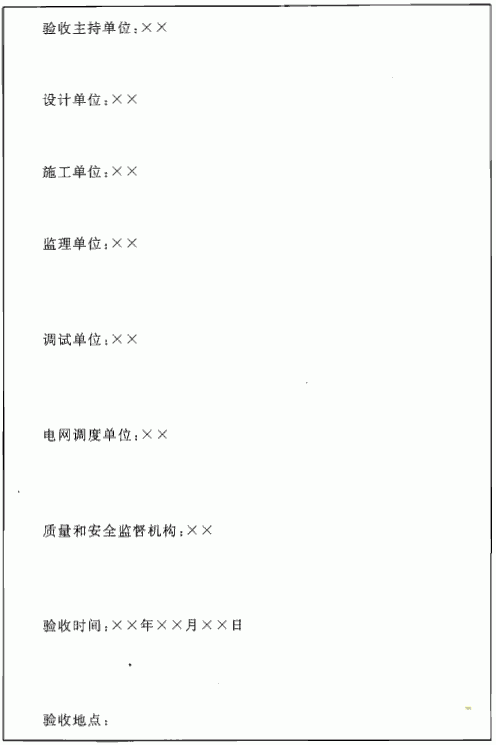 验收主持单位:××
设计单位:××
施工单位:××
监理单位:××
调试单位:××
电网调度单位:××
质量和安全监督机构:××
验收时间:××年××月××日
验收地点: